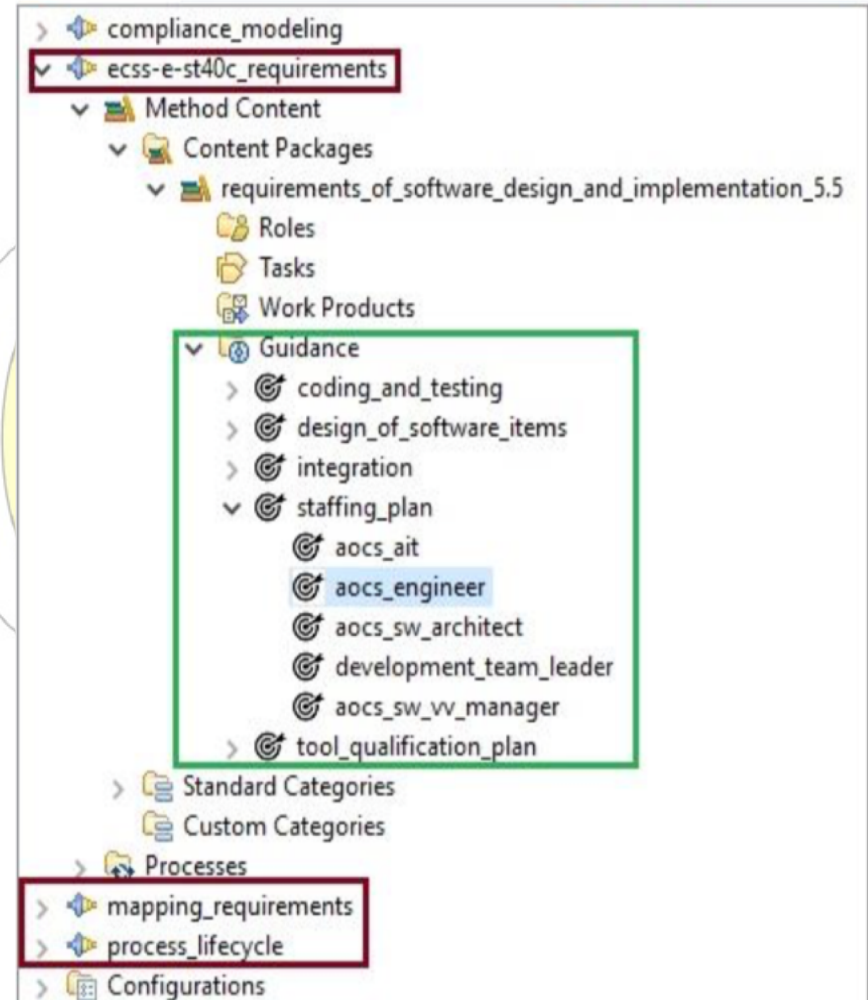 compliance_modeling
ecss-e-st40c_requirements
Method Content
Content Packages
requirements_of_software_design_and_implementation_5.5
Roles
Tasks
Work Products
Guidance
coding_and_testing
design_of_software_items
integration
staffing_plan
aocs_ait
aocs_engineer
aocs_sw_architect
development_team_leader
aocs_sw_vv_manager
tool_qualification_plan
Standard Categories
Custom Categories
Processes
mapping_requirements
process_lifecycle
Configurations